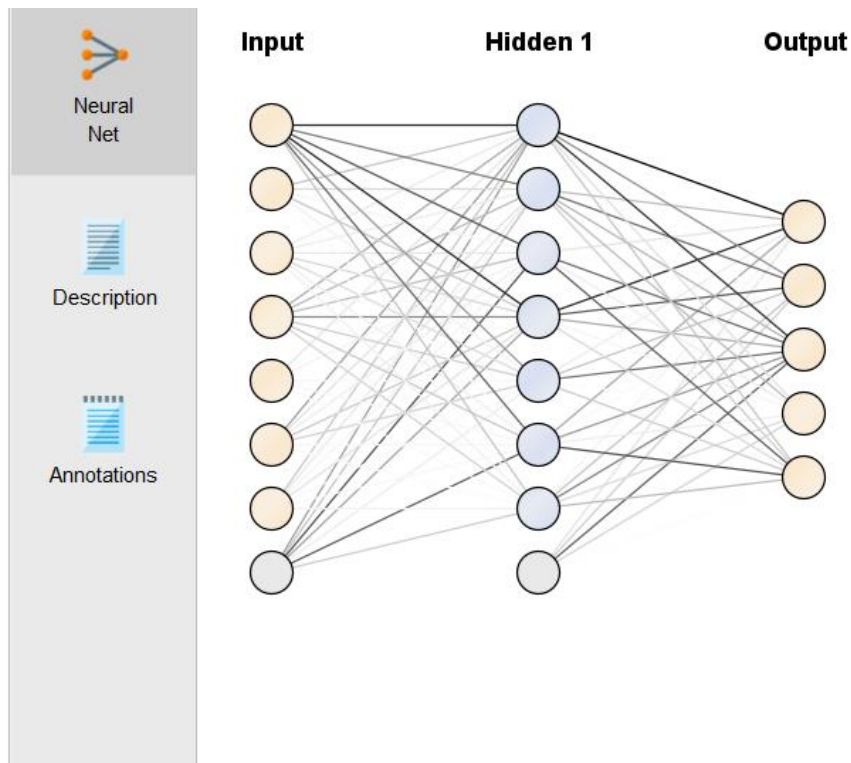 Neural
Net
Description
Annotations
Input
Hidden 1
Output